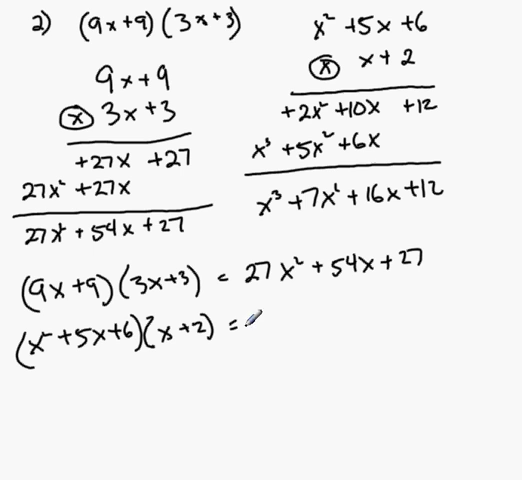 2) (9x+9)(3x+3)
9x+9
ⓧ 3x+3
+27x +27
27x² +27x
27x² + 54x + 27
x² +5x +6
ⓧ x+2
+2x² +10x +12
x³ +5x² +6x
x³ +7x² +16x +12
(9x+9)(3x+3) = 27x² + 54x + 27
(x² +5x+6)(x+2) =